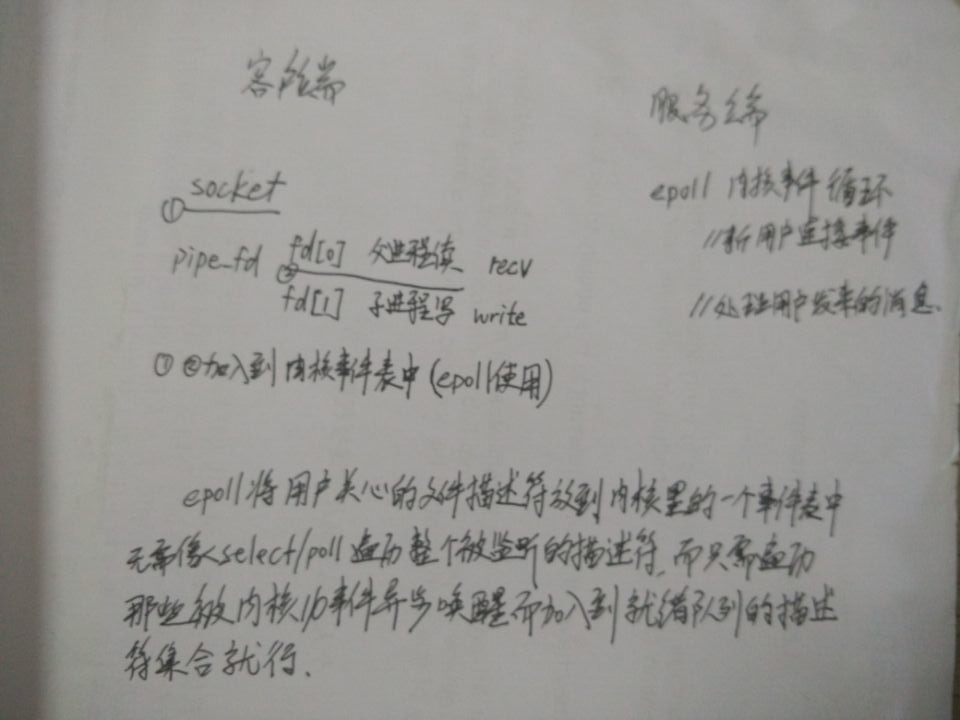 客户端
socket
①
pipe_fd fd[0] 父进程读 recv
②
fd[1] 子进程写 write
① ②加入到内核事件表中(epoll使用)
服务端
epoll 内核事件循环
//新用户连接事件
//处理用户发来的消息.
epoll将用户关心的文件描述符放到内核里的一个事件表中
无需像select/poll遍历整个被监听的描述符,而只需遍历
那些被内核IO事件异步唤醒而加入到就绪队列的描述
符集合就行.